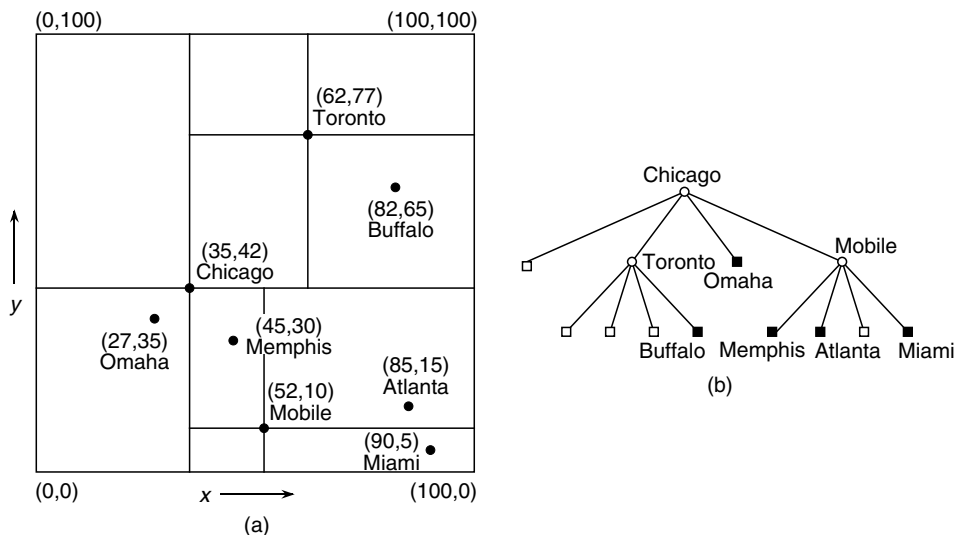 (0,100)
(100,100)
(62,77)
Toronto
(82,65)
Buffalo
(35,42)
Chicago
y
(27,35)
Omaha
(45,30)
Memphis
(85,15)
Atlanta
(52,10)
Mobile
(90,5)
Miami
(0,0)
x
(100,0)
(a)
Chicago
Toronto
Omaha
Mobile
Buffalo
Memphis
Atlanta
Miami
(b)